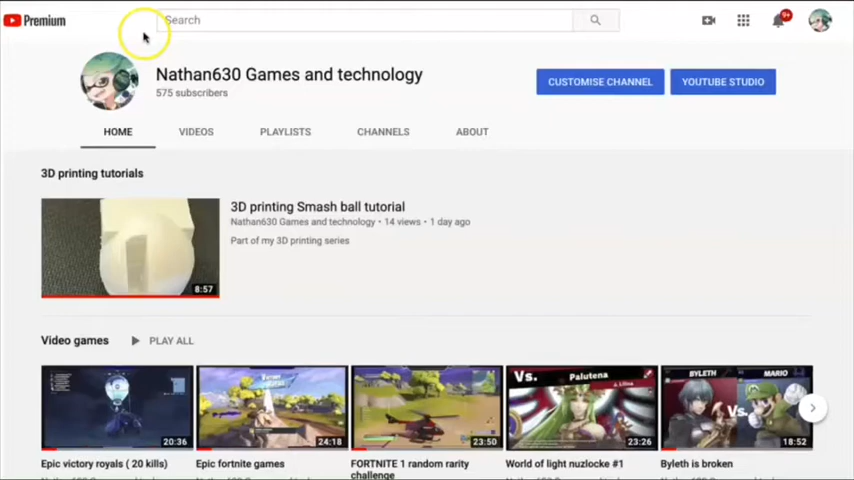 Premium
Search
9+
Nathan630 Games and technology
575 subscribers
CUSTOMISE CHANNEL
YOUTUBE STUDIO
HOME
VIDEOS
PLAYLISTS
CHANNELS
ABOUT
3D printing tutorials
3D printing Smash ball tutorial
Nathan630 Games and technology • 14 views • 1 day ago
Part of my 3D printing series
8:57
Video games
PLAY ALL
Vs. Palutena
BYLETH Vs. MARIO
20:36
24:18
23:50
23:26
18:52
Epic victory royals ( 20 kills)
Epic fortnite games
FORTNITE 1 random rarity
challenge
World of light nuzlocke #1
Byleth is broken